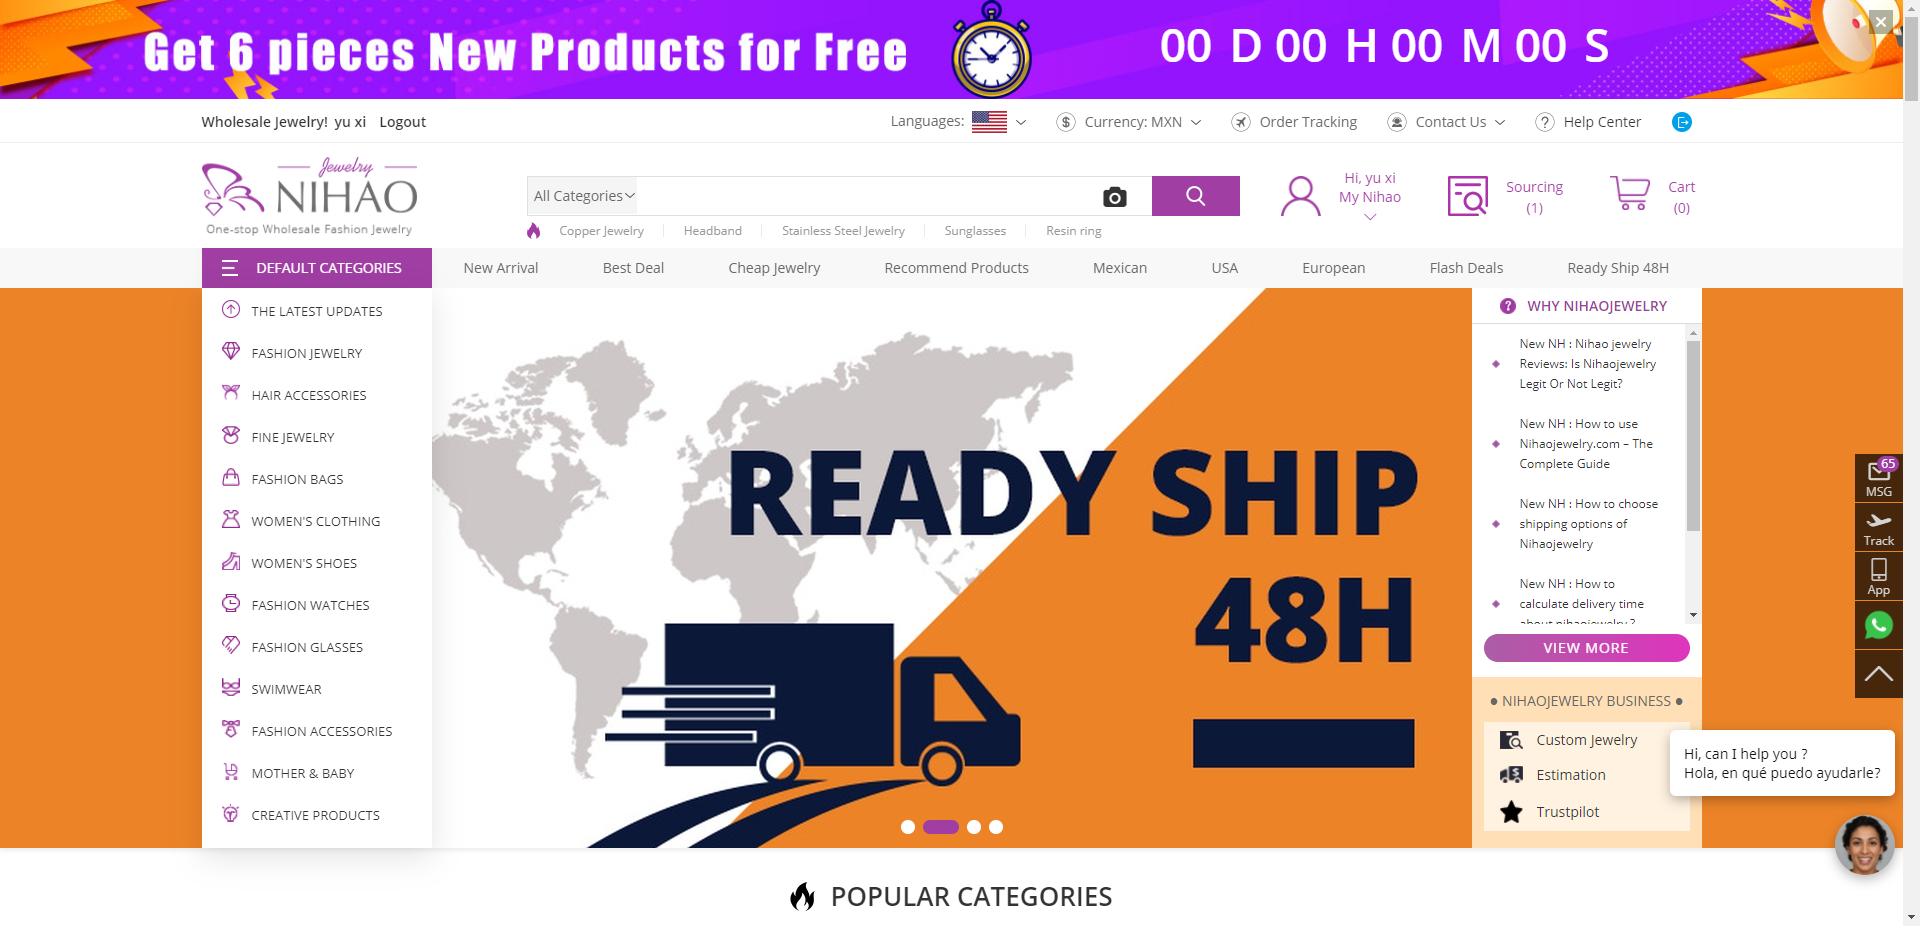 Get 6 pieces New Products for Free
00 D 00 H 00 M 00 S
Wholesale Jewelry! yu xi Logout
Languages:
Currency: MXN
Order Tracking
Contact Us
Help Center
Jewelry
NIHAO
One-stop Wholesale Fashion Jewelry
All Categories
Hi, yu xi
My Nihao
Sourcing
(1)
Cart
(0)
Copper Jewelry
Headband
Stainless Steel Jewelry
Sunglasses
Resin ring
DEFAULT CATEGORIES
New Arrival
Best Deal
Cheap Jewelry
Recommend Products
Mexican
USA
European
Flash Deals
Ready Ship 48H
THE LATEST UPDATES
FASHION JEWELRY
HAIR ACCESSORIES
FINE JEWELRY
FASHION BAGS
WOMEN'S CLOTHING
WOMEN'S SHOES
FASHION WATCHES
FASHION GLASSES
SWIMWEAR
FASHION ACCESSORIES
MOTHER & BABY
CREATIVE PRODUCTS
READY SHIP
48H
WHY NIHAOJEWELRY
New NH : Nihao jewelry
Reviews: Is Nihaojewelry
Legit Or Not Legit?
New NH : How to use
Nihaojewelry.com – The
Complete Guide
New NH : How to choose
shipping options of
Nihaojewelry
New NH : How to
calculate delivery time
about nihaojewelry ?
VIEW MORE
● NIHAOJEWELRY BUSINESS ●
Custom Jewelry
Estimation
Trustpilot
65
MSG
Track
App
Hi, can I help you ?
Hola, en qué puedo ayudarle?
POPULAR CATEGORIES